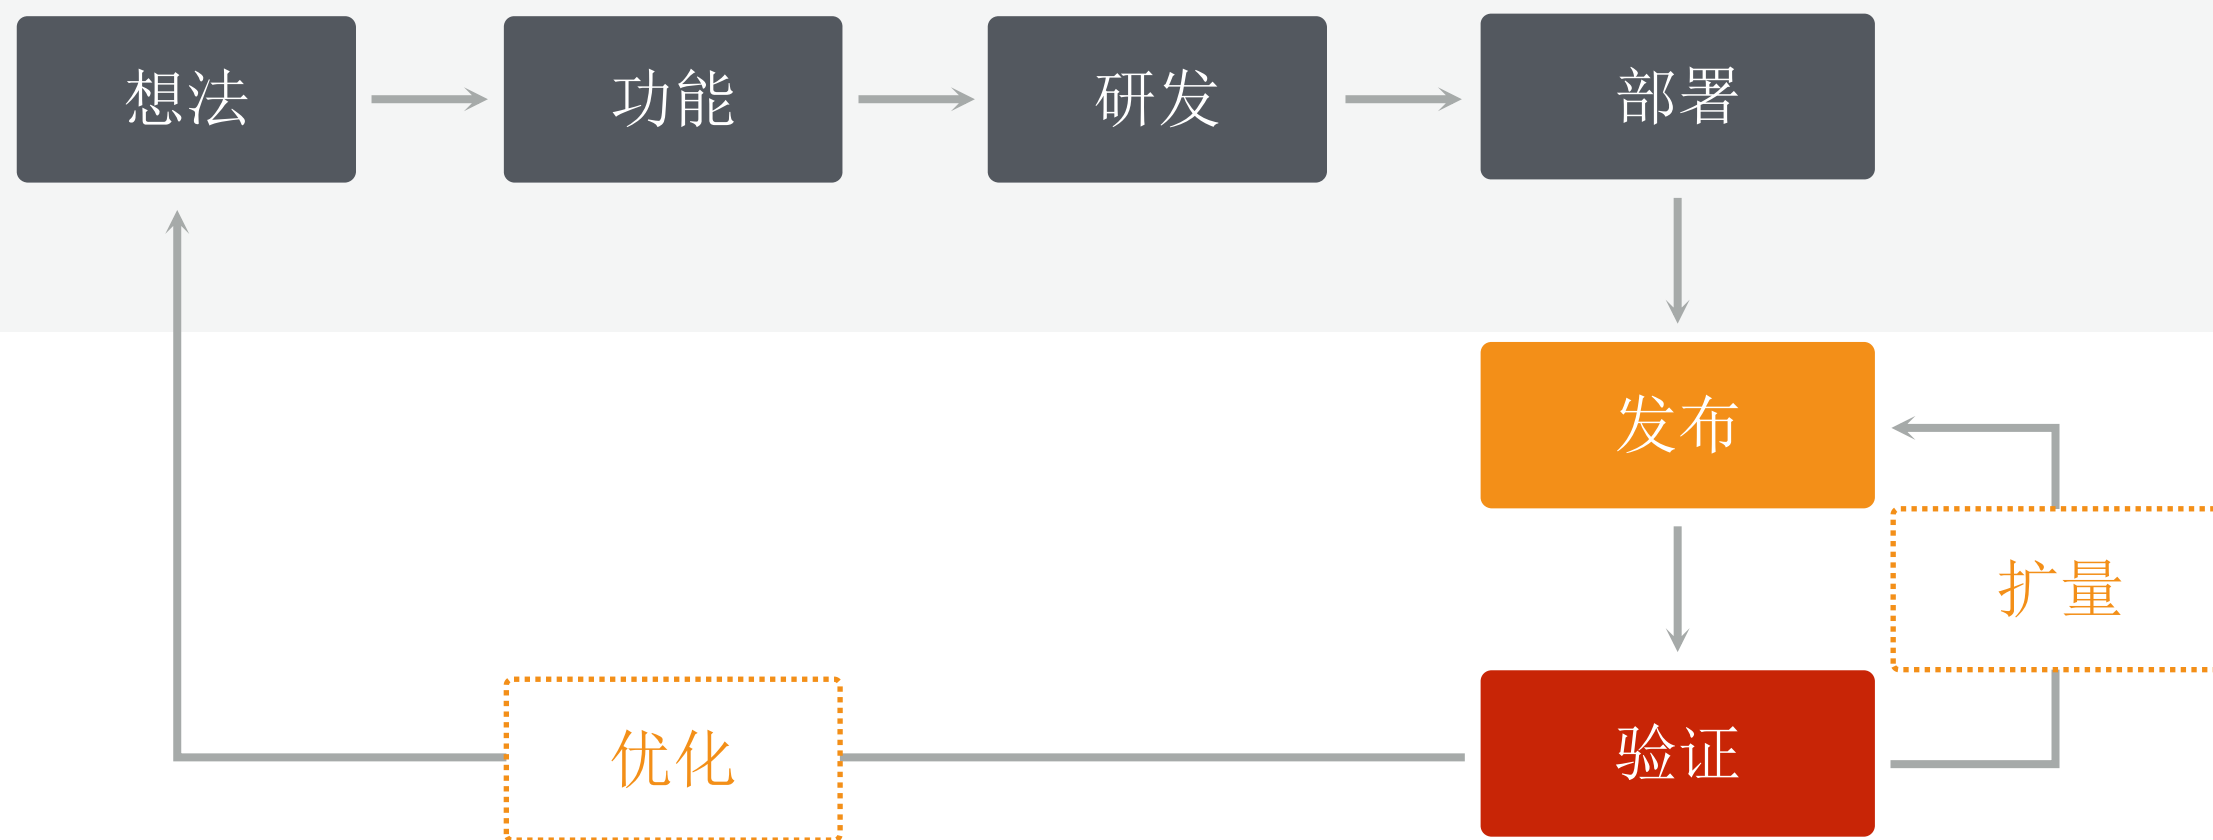 想法
功能
研发
部署
发布
扩量
优化
验证